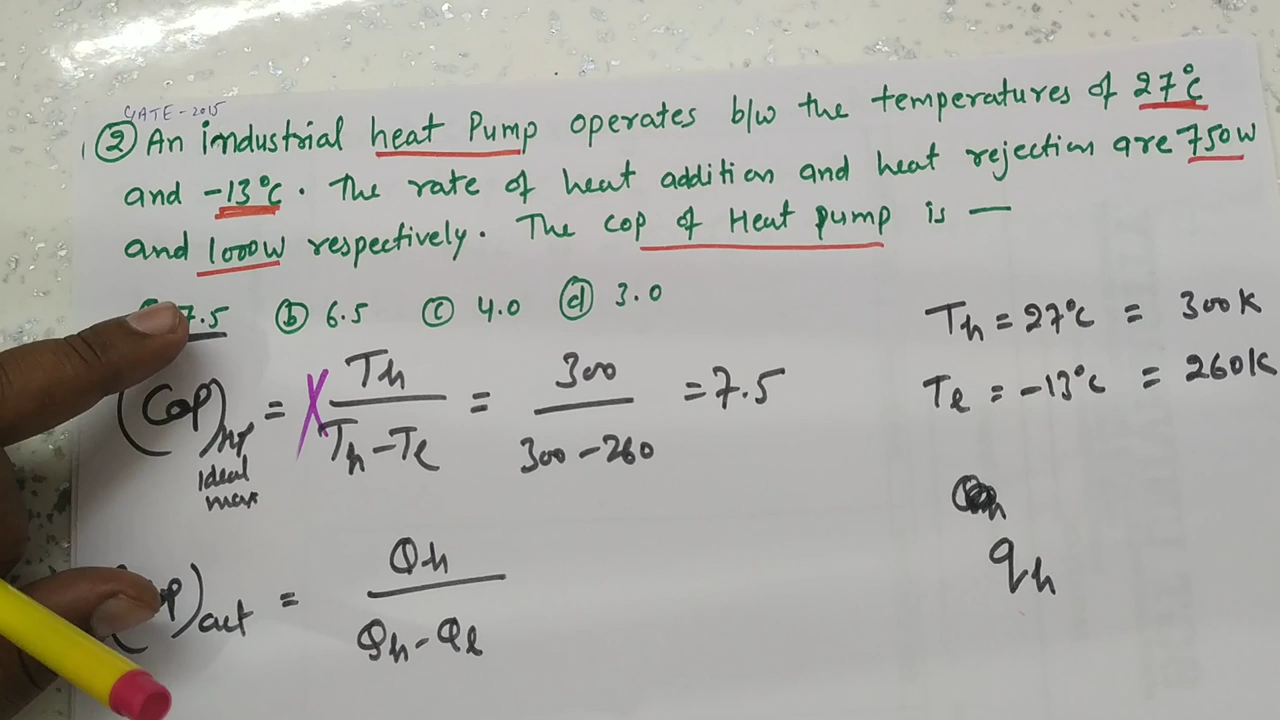 GATE-2015
② An industrial heat Pump operates b/w the temperatures of 27°C
and -13°C. The rate of heat addition and heat rejection are 750W
and 1000W respectively. The COP of Heat pump is —
7.5 ⓑ 6.5 ⓒ 4.0 ⓓ 3.0
Th = 27°C = 300K
Tl = -13°C = 260K
(COP)HP = Th / Th-Tl = 300 / 300-260 = 7.5
ideal
max
qh
)act = Qh / Qh-Ql